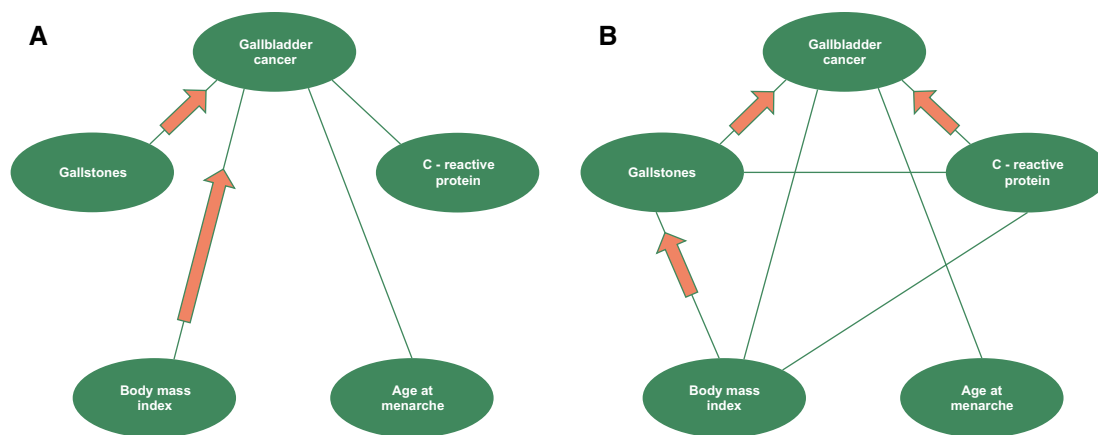 A
Gallbladder
cancer
Gallstones
C - reactive
protein
Body mass
index
Age at
menarche
B
Gallbladder
cancer
Gallstones
C - reactive
protein
Body mass
index
Age at
menarche